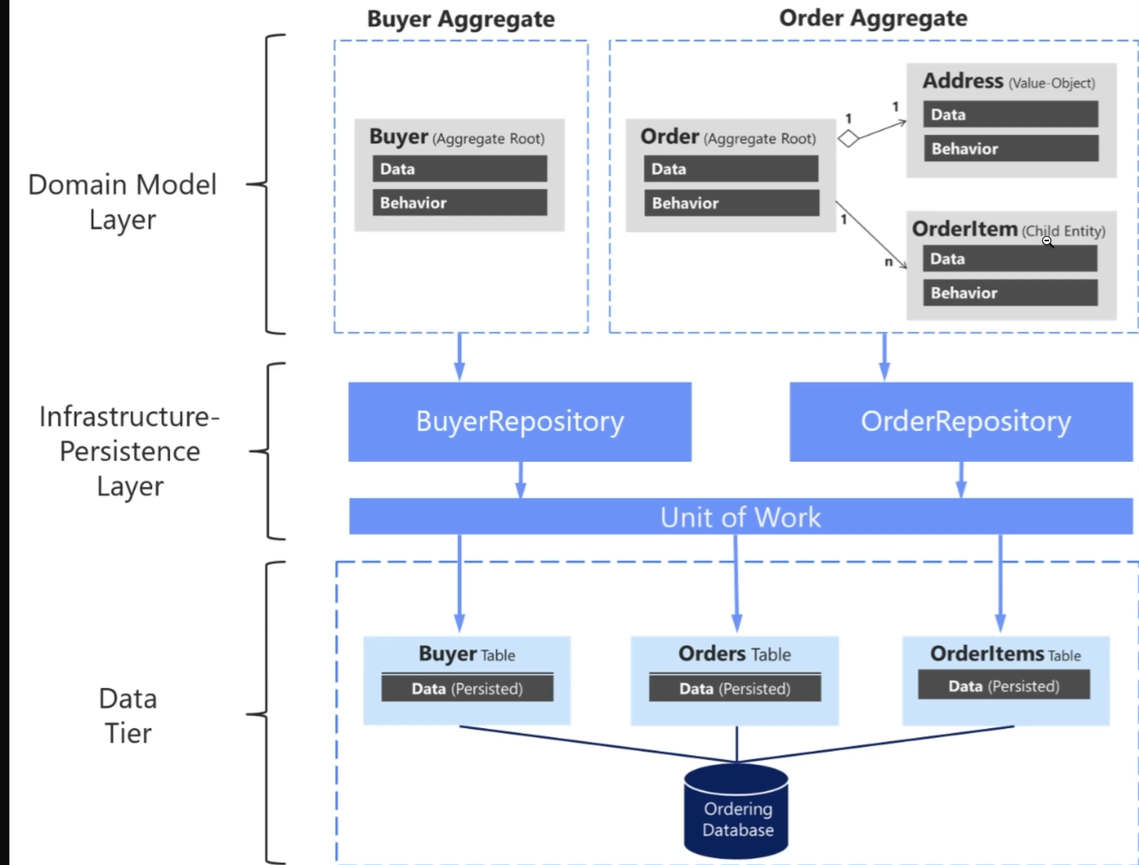 Buyer Aggregate
Order Aggregate
Domain Model
Layer
Buyer (Aggregate Root)
Data
Behavior
Order (Aggregate Root)
Data
Behavior
1
1
1
n
Address (Value-Object)
Data
Behavior
OrderItem (Child Entity)
Data
Behavior
Infrastructure-
Persistence
Layer
BuyerRepository
OrderRepository
Unit of Work
Data
Tier
Buyer Table
Data (Persisted)
Orders Table
Data (Persisted)
OrderItems Table
Data (Persisted)
Ordering
Database